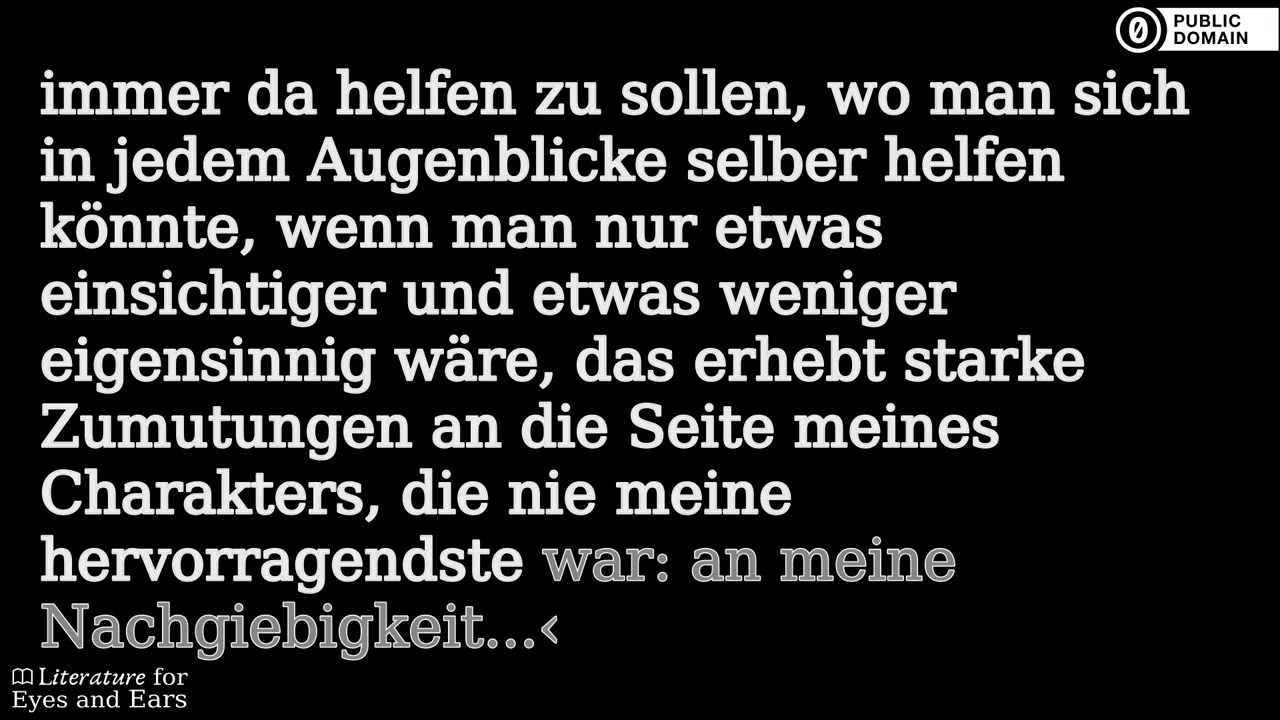 PUBLIC
DOMAIN
immer da helfen zu sollen, wo man sich
in jedem Augenblicke selber helfen
könnte, wenn man nur etwas
einsichtiger und etwas weniger
eigensinnig wäre, das erhebt starke
Zumutungen an die Seite meines
Charakters, die nie meine
hervorragendste war: an meine
Nachgiebigkeit...‹
Literature for
Eyes and Ears